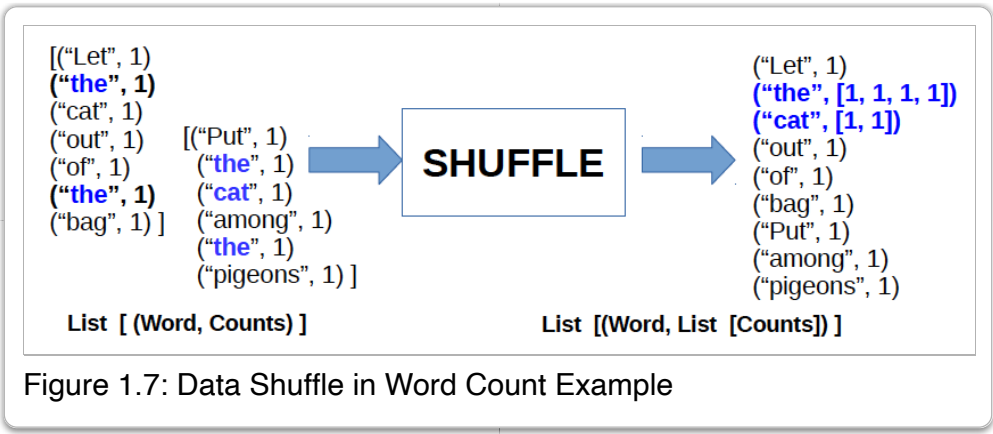 [(“Let”, 1)
(“the”, 1)
(“cat”, 1)
(“out”, 1)
(“of”, 1)
(“the”, 1)
(“bag”, 1) ]
[(“Put”, 1)
(“the”, 1)
(“cat”, 1)
(“among”, 1)
(“the”, 1)
(“pigeons”, 1) ]
List [ (Word, Counts) ]
SHUFFLE
(“Let”, 1)
(“the”, [1, 1, 1, 1])
(“cat”, [1, 1])
(“out”, 1)
(“of”, 1)
(“bag”, 1)
(“Put”, 1)
(“among”, 1)
(“pigeons”, 1)
List [(Word, List [Counts]) ]
Figure 1.7: Data Shuffle in Word Count Example